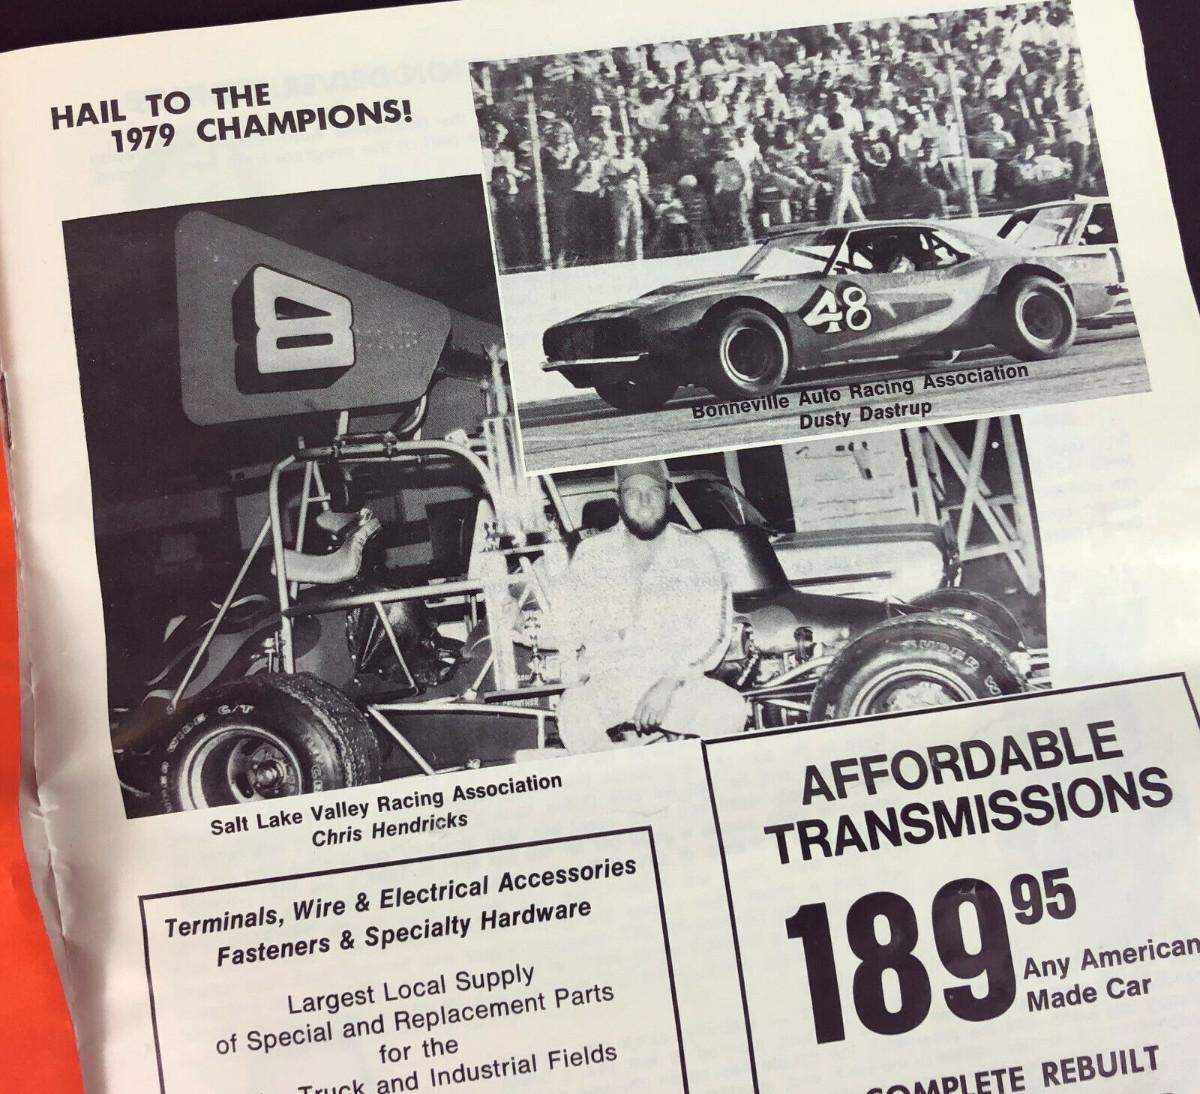 HAIL TO THE
1979 CHAMPIONS!
8
48
Bonneville Auto Racing Association
Dusty Dastrup
WIDE G/T
SUPER
Salt Lake Valley Racing Association
Chris Hendricks
Terminals, Wire & Electrical Accessories
Fasteners & Specialty Hardware
Largest Local Supply
of Special and Replacement Parts
for the
Truck and Industrial Fields
AFFORDABLE
TRANSMISSIONS
189 95
Any American
Made Car
COMPLETE REBUILT